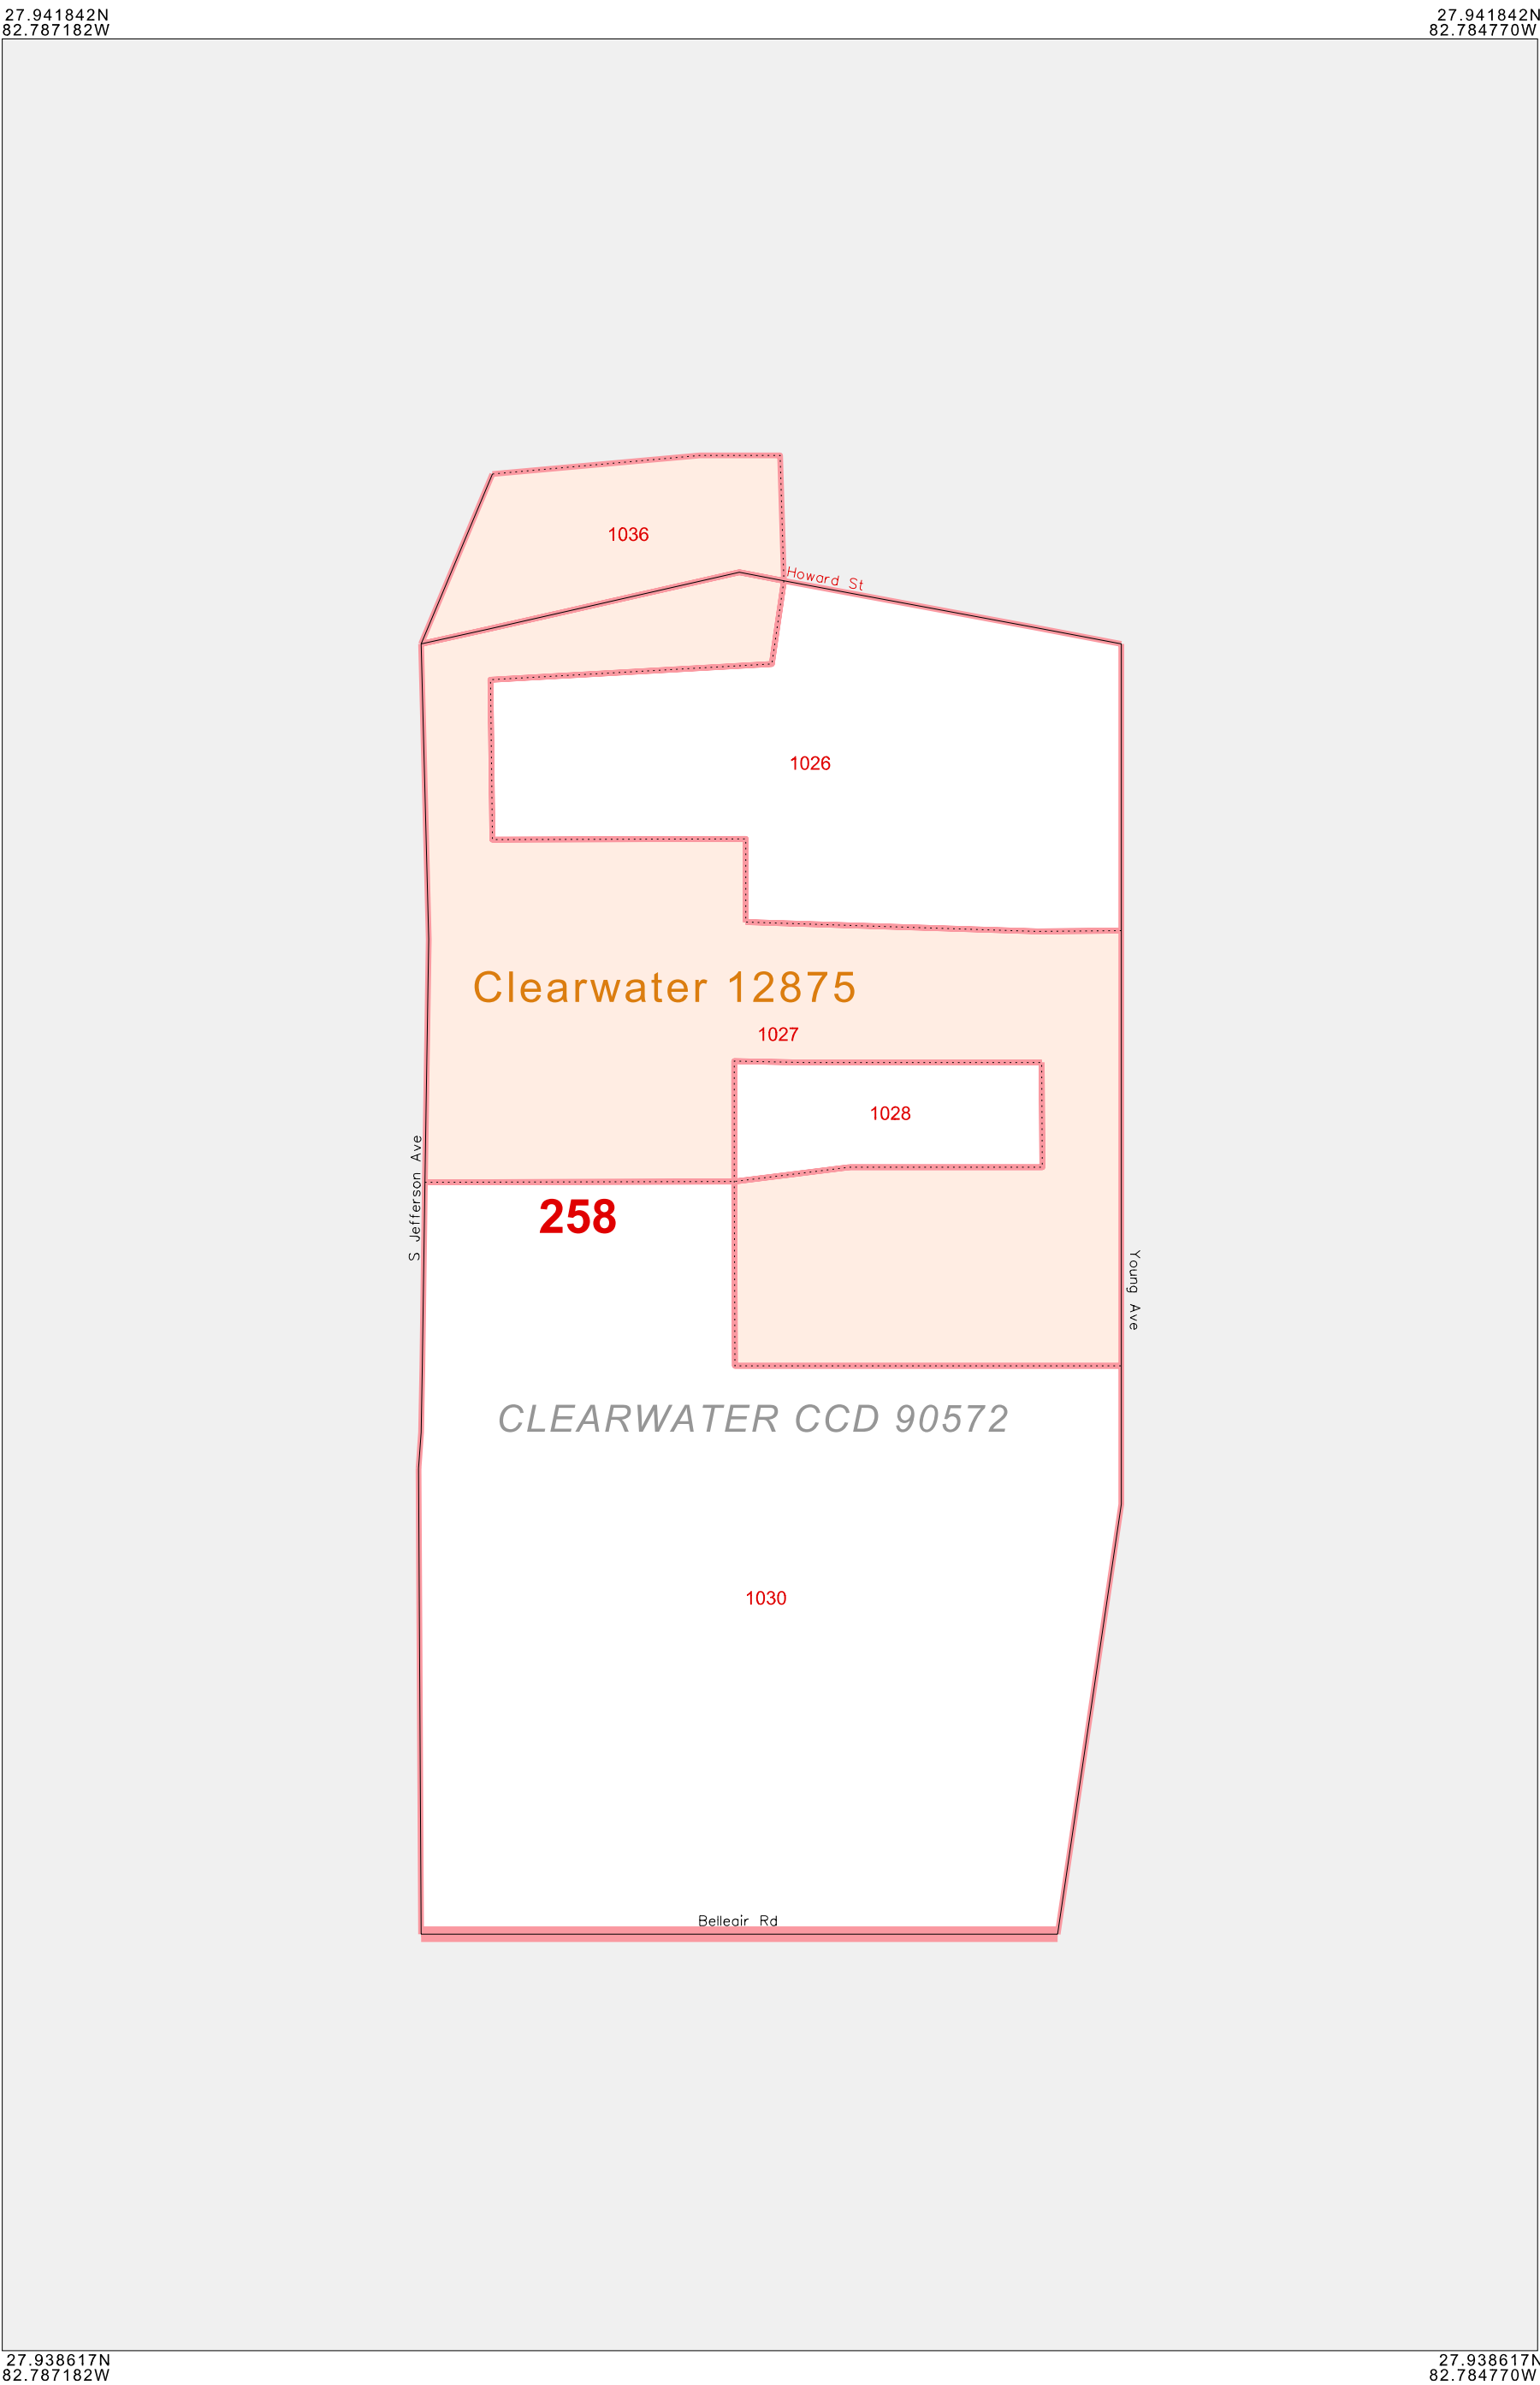 27.941842N
82.787182W
27.941842N
82.784770W
1036
Howard St
1026
Clearwater 12875
1027
1028
S Jefferson Ave
258
Young Ave
CLEARWATER CCD 90572
1030
Belleair Rd
27.938617N
82.787182W
27.938617N
82.784770W